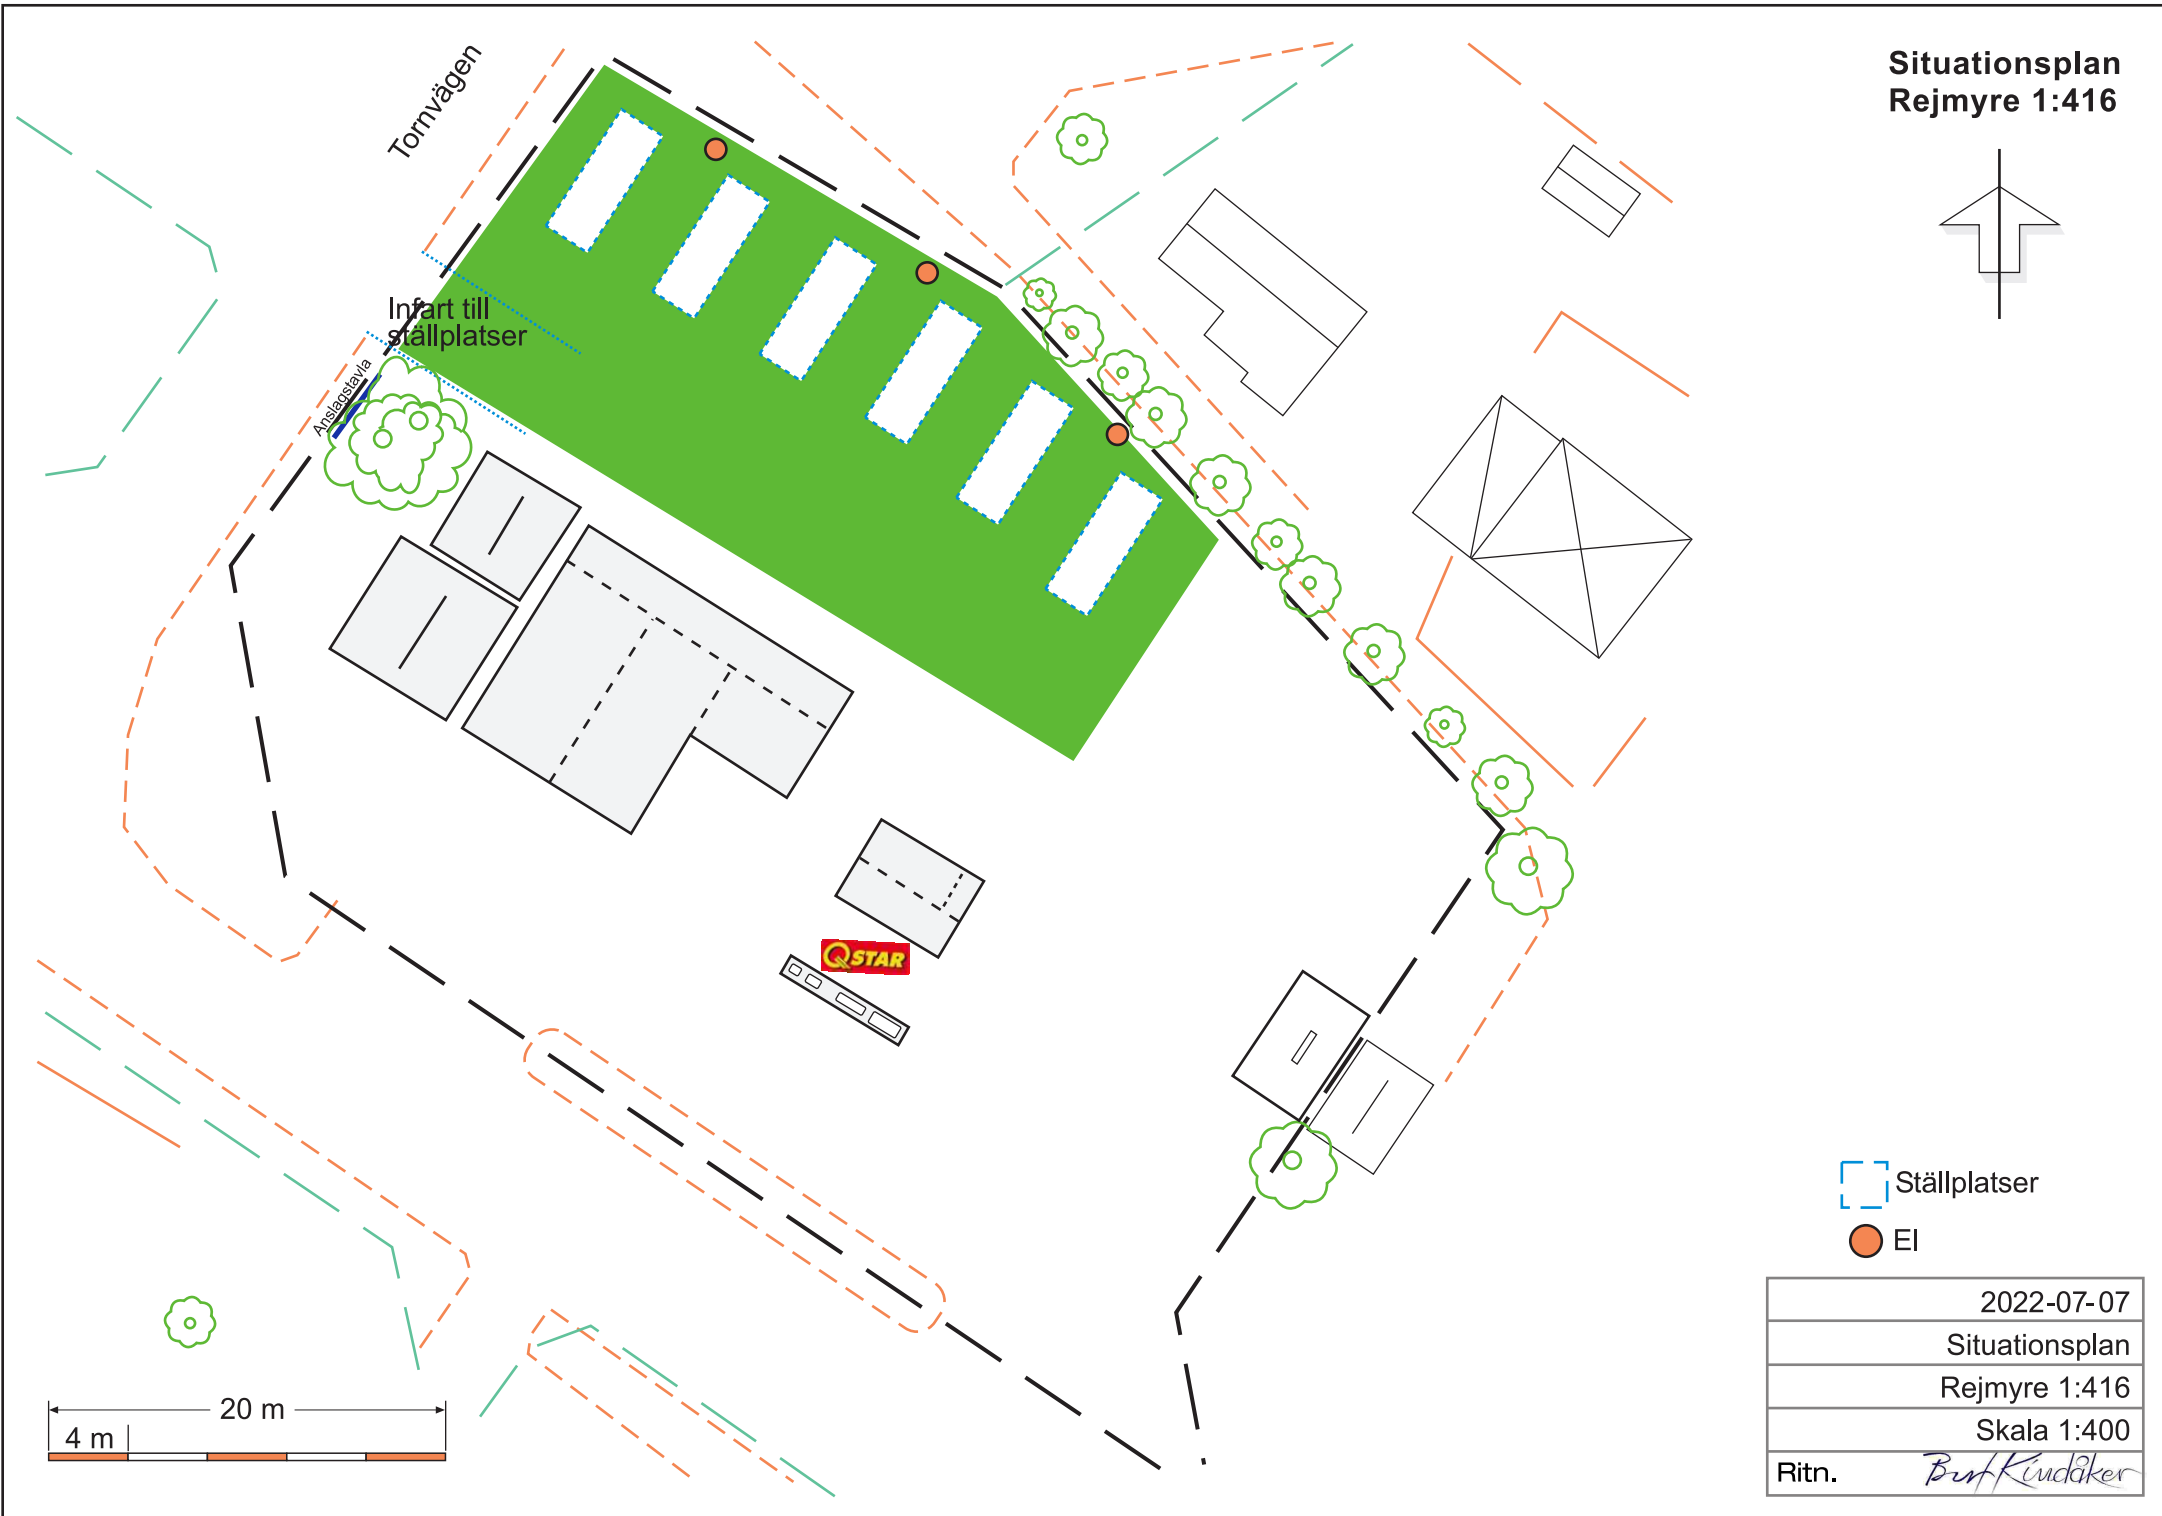 Situationsplan
Rejmyre 1:416
Tornvägen
Infart till
ställplatser
Anslagstavla
QSTAR
Ställplatser
El
20 m
4 m
2022-07-07
Situationsplan
Rejmyre 1:416
Skala 1:400
Ritn.